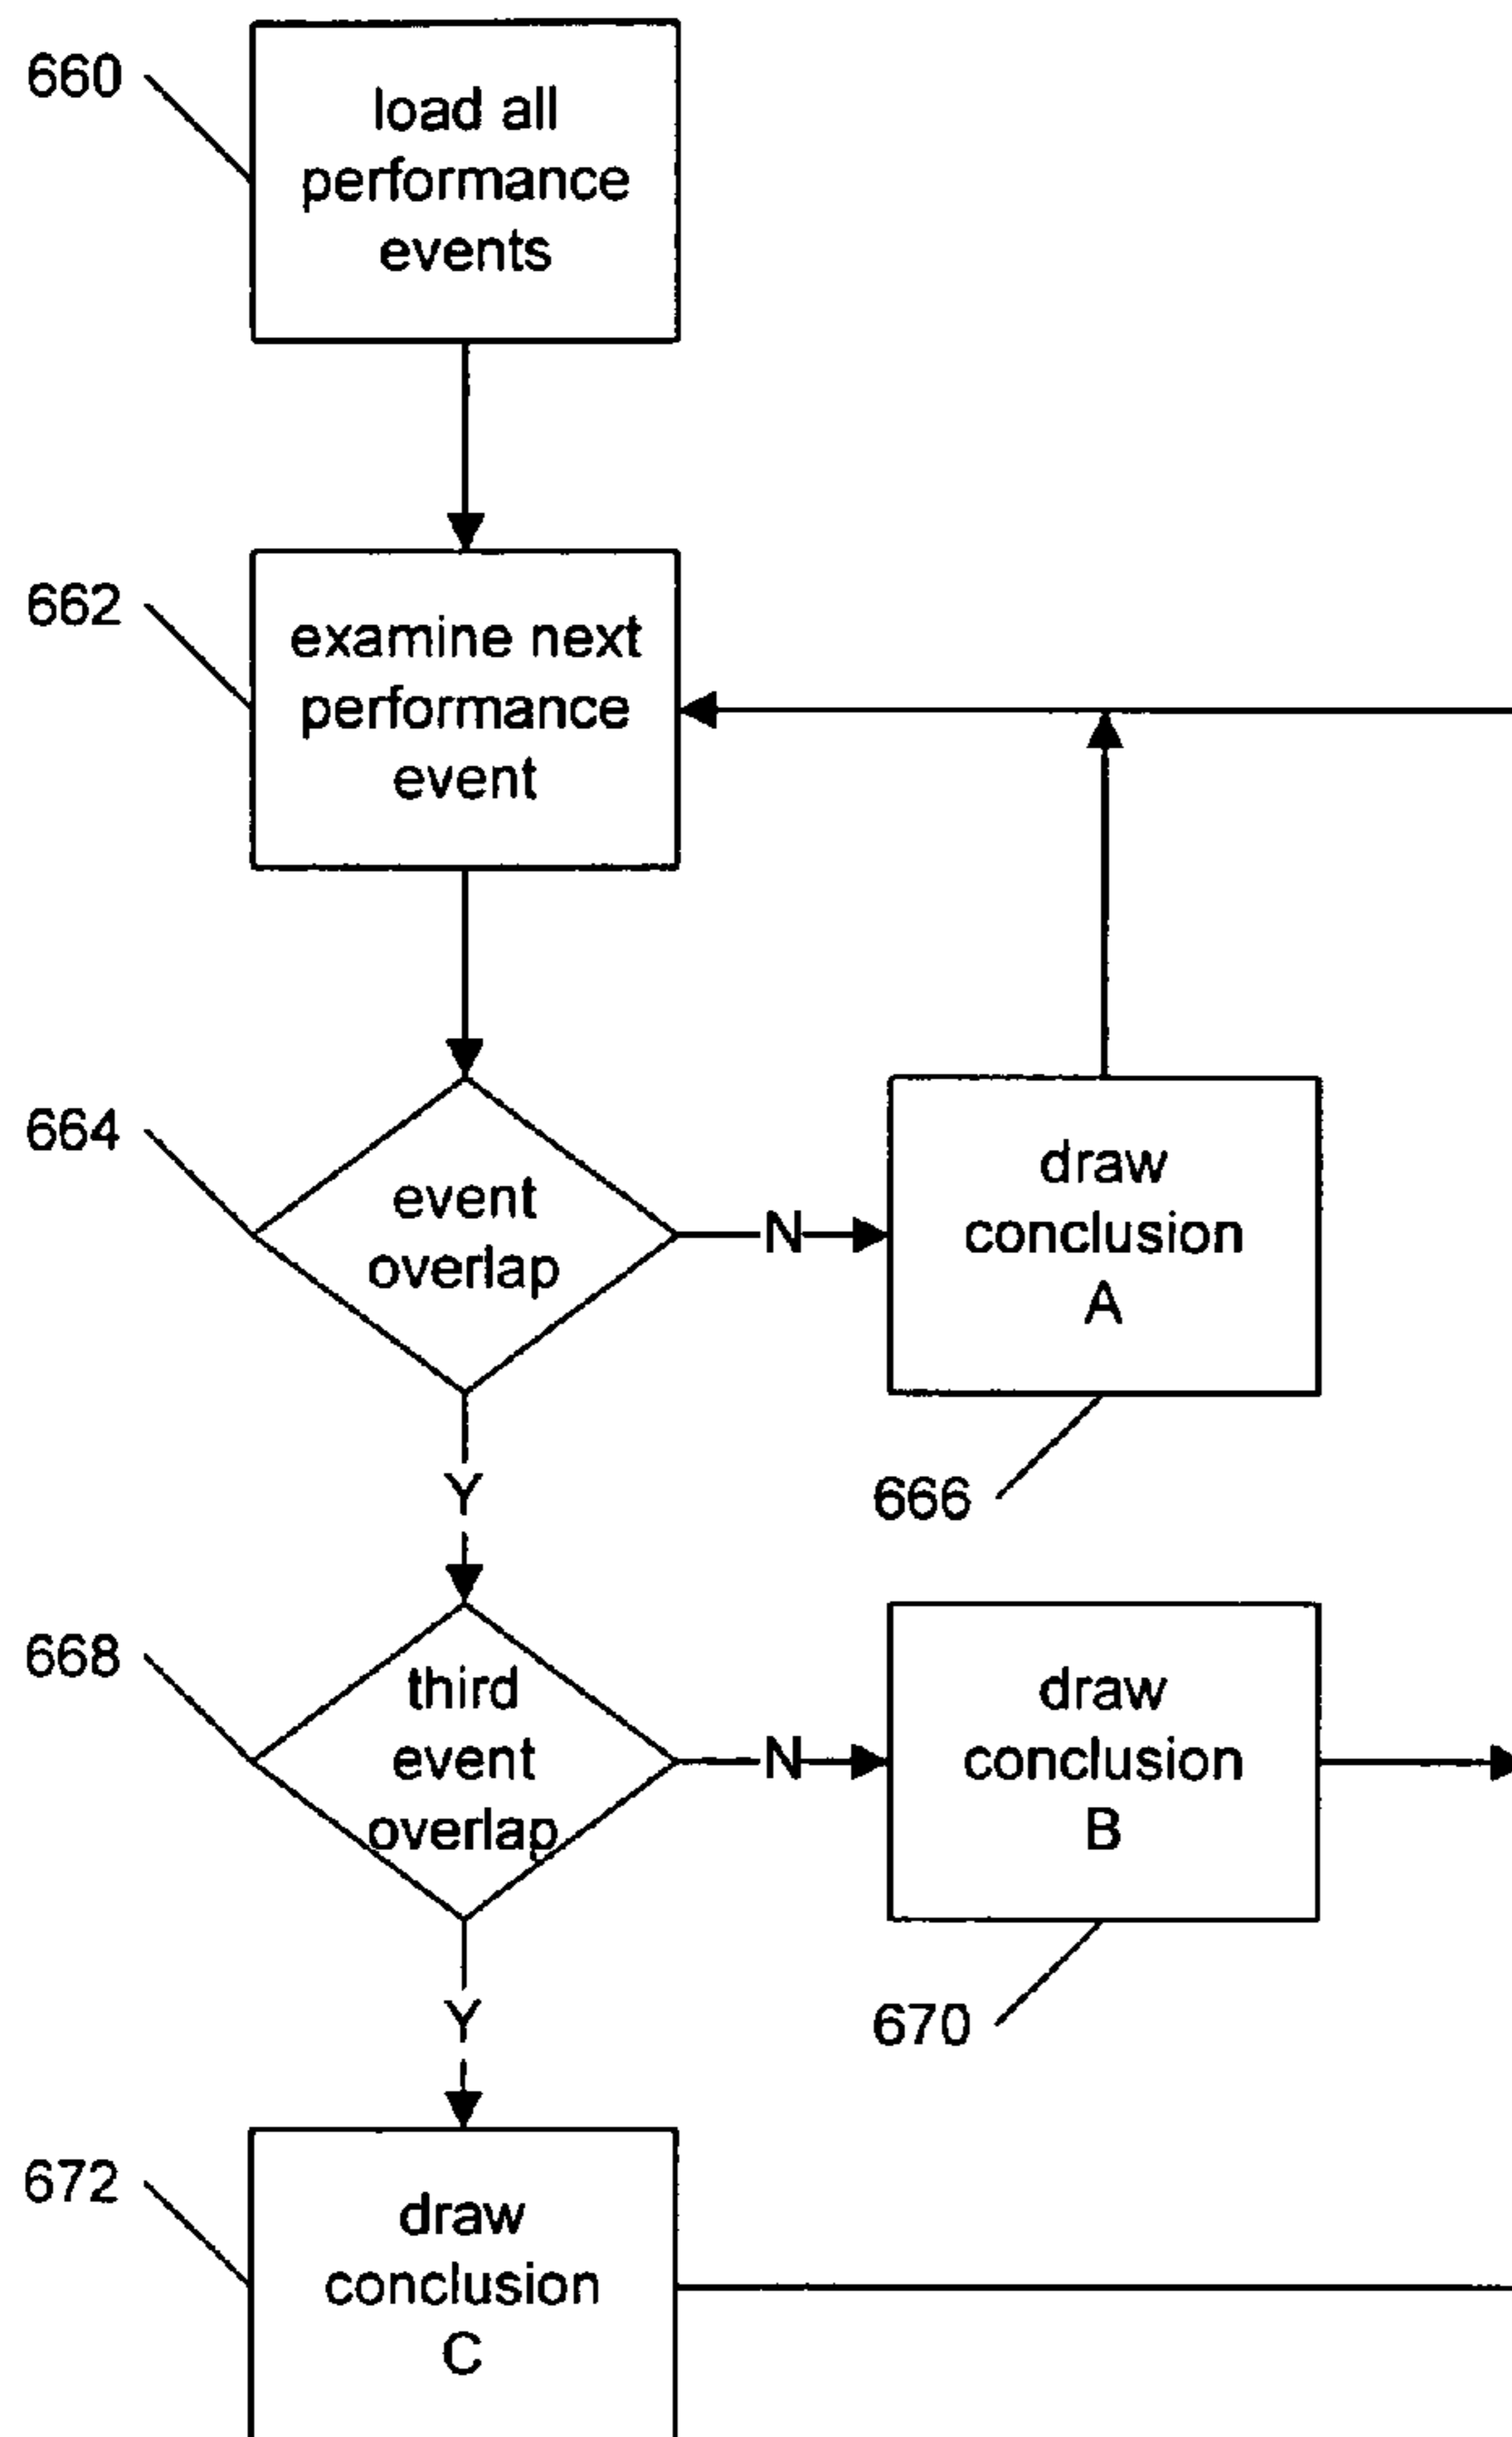 660
load all
performance
events
662
examine next
performance
event
664
event
overlap
N
draw
conclusion
A
666
Y
668
third
event
overlap
N
draw
conclusion
B
670
Y
672
draw
conclusion
C